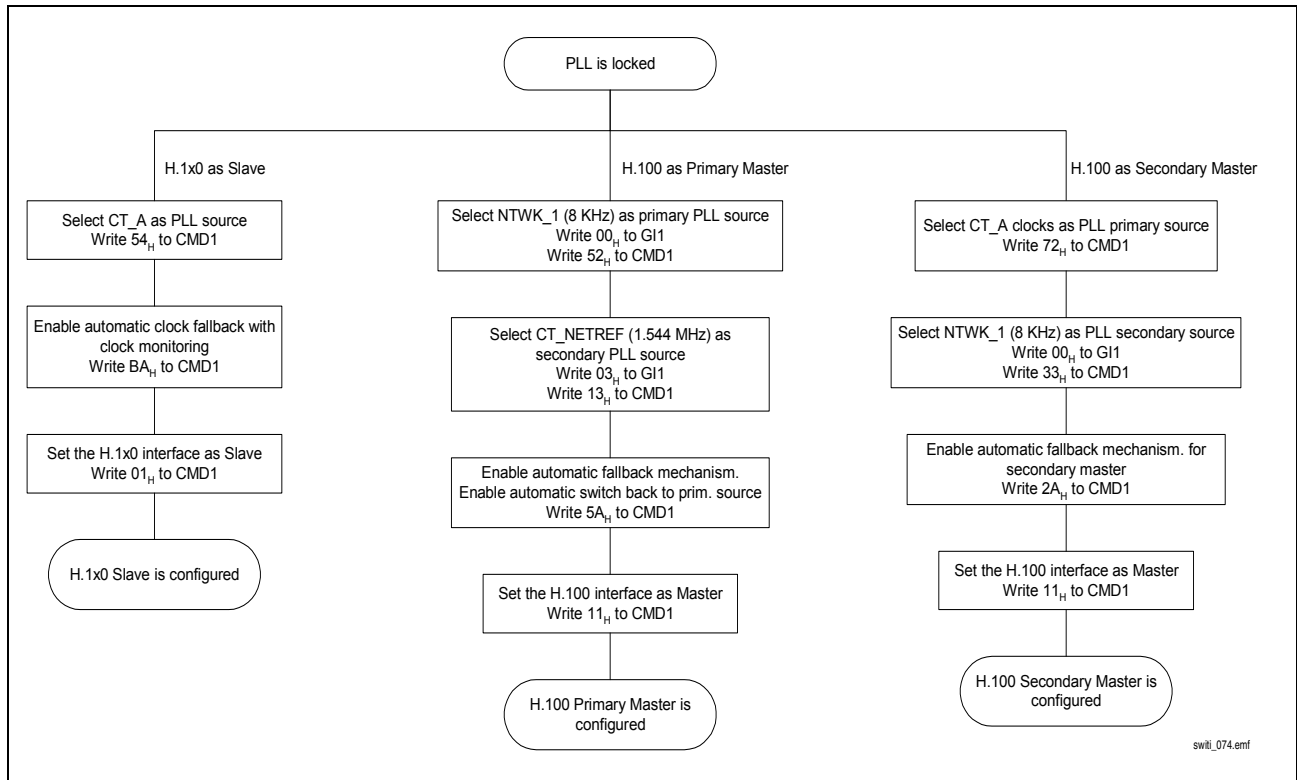 PLL is locked
H.1x0 as Slave
Select CT_A as PLL source
Write 54H to CMD1
Enable automatic clock fallback with
clock monitoring
Write BAH to CMD1
Set the H.1x0 interface as Slave
Write 01H to CMD1
H.1x0 Slave is configured
H.100 as Primary Master
Select NTWK_1 (8 KHz) as primary PLL source
Write 00H to GI1
Write 52H to CMD1
Select CT_NETREF (1.544 MHz) as
secondary PLL source
Write 03H to GI1
Write 13H to CMD1
Enable automatic fallback mechanism.
Enable automatic switch back to prim. source
Write 5AH to CMD1
Set the H.100 interface as Master
Write 11H to CMD1
H.100 Primary Master is
configured
H.100 as Secondary Master
Select CT_A clocks as PLL primary source
Write 72H to CMD1
Select NTWK_1 (8 KHz) as PLL secondary source
Write 00H to GI1
Write 33H to CMD1
Enable automatic fallback mechanism. for
secondary master
Write 2AH to CMD1
Set the H.100 interface as Master
Write 11H to CMD1
H.100 Secondary Master is
configured
switi_074.emf